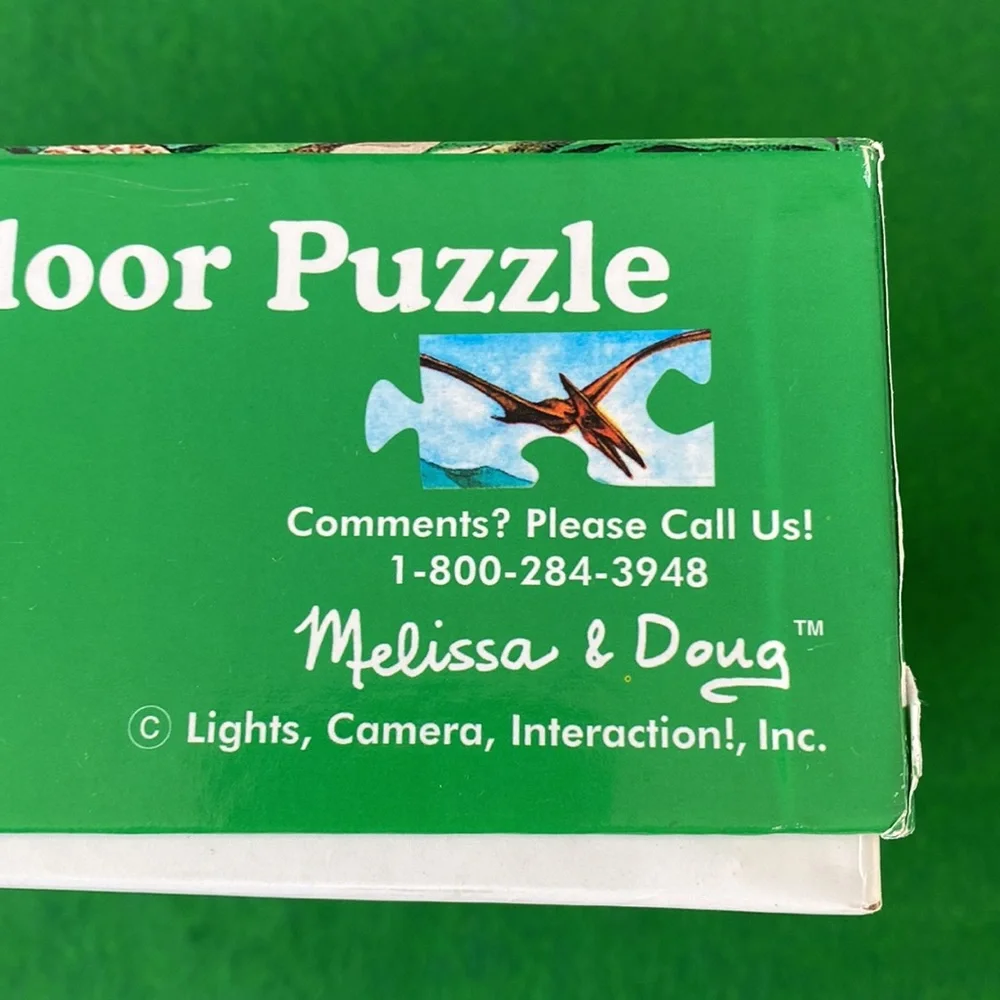 loor Puzzle
Comments? Please Call Us!
1-800-284-3948
Melissa & Doug™
© Lights, Camera, Interaction!, Inc.